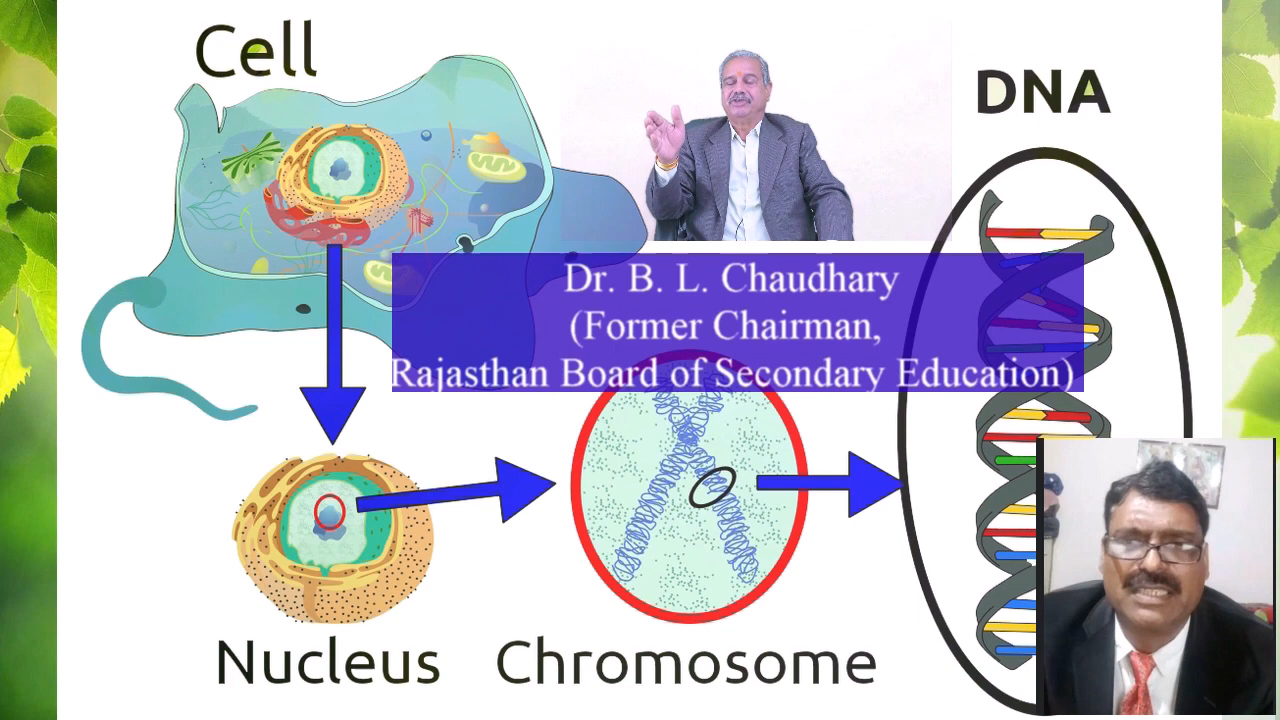 Cell
DNA
Dr. B. L. Chaudhary
(Former Chairman,
Rajasthan Board of Secondary Education)
Nucleus
Chromosome